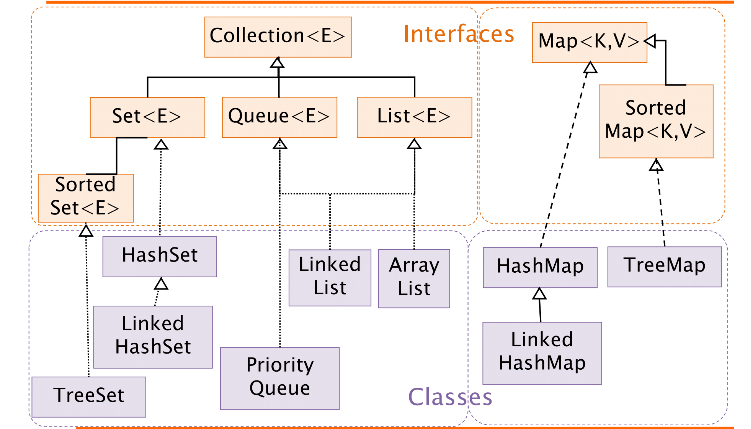 Collection<E>
Interfaces
Map<K,V>
Set<E>
Queue<E>
List<E>
Sorted
Map<K,V>
Sorted
Set<E>
HashSet
Linked
List
Array
List
HashMap
TreeMap
Linked
HashSet
Linked
HashMap
Priority
Queue
TreeSet
Classes